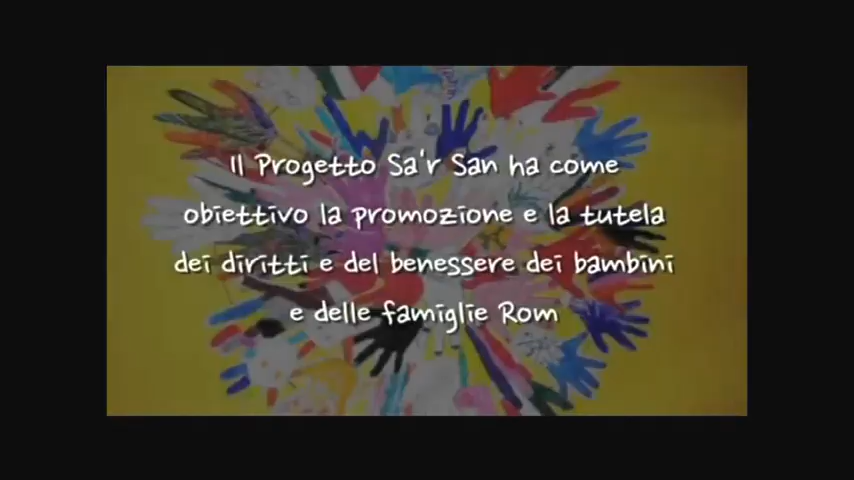 Il Progetto Sa'r San ha come
obiettivo la promozione e la tutela
dei diritti e del benessere dei bambini
e delle famiglie Rom